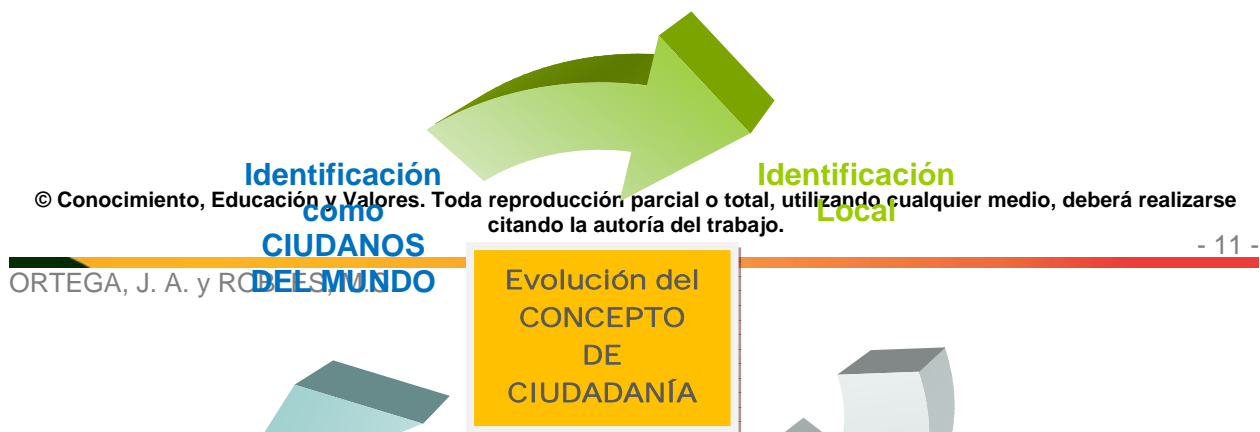 Identificación
como
CIUDANOS
DEL MUNDO
Identificación
Local
© Conocimiento, Educación y Valores. Toda reproducción parcial o total, utilizando cualquier medio, deberá realizarse
citando la autoría del trabajo.
- 11 -
ORTEGA, J. A. y
Evolución del
CONCEPTO
DE
CIUDADANÍA